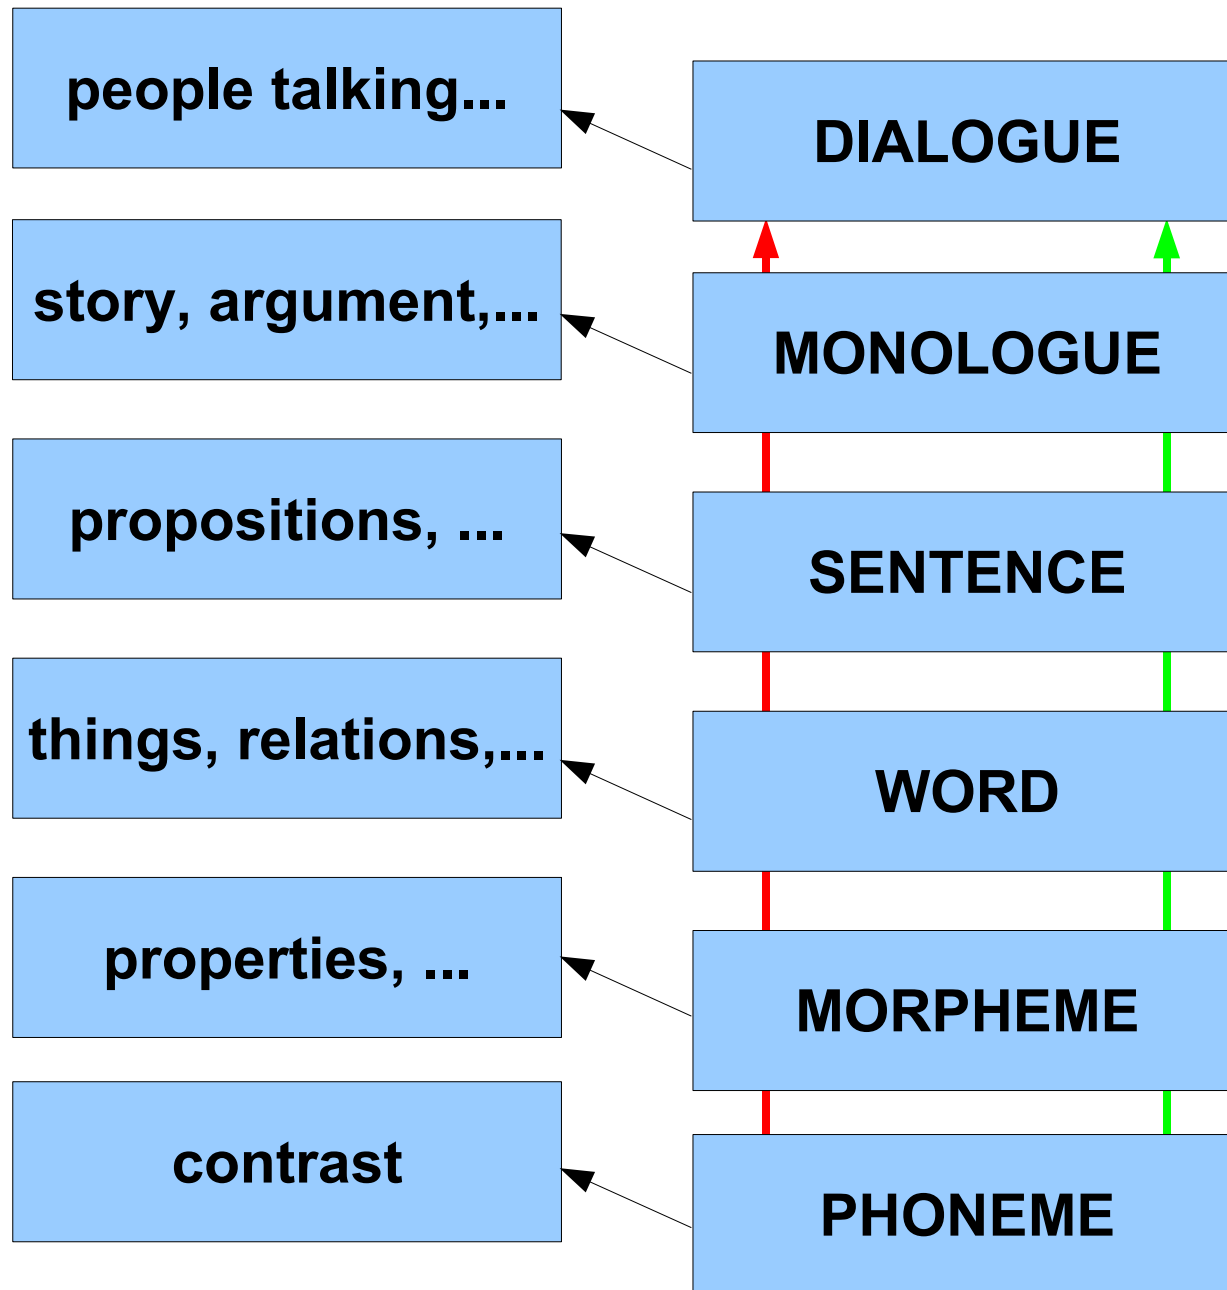 people talking...
DIALOGUE
story, argument,...
MONOLOGUE
propositions, ...
SENTENCE
things, relations,...
WORD
properties, ...
MORPHEME
contrast
PHONEME